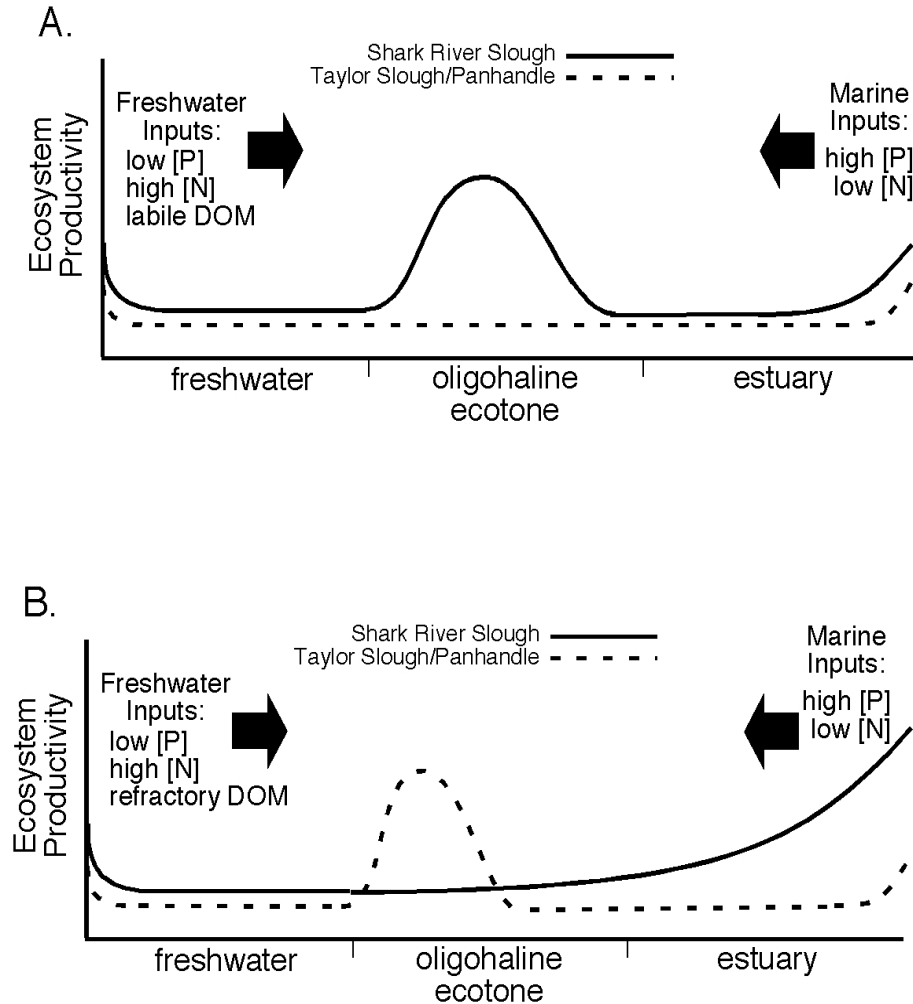 A.
Shark River Slough
Taylor Slough/Panhandle
Ecosystem
Productivity
Freshwater
Inputs:
low [P]
high [N]
labile DOM
Marine
Inputs:
high [P]
low [N]
freshwater
oligohaline
ecotone
estuary
B.
Shark River Slough
Taylor Slough/Panhandle
Ecosystem
Productivity
Freshwater
Inputs:
low [P]
high [N]
refractory DOM
Marine
Inputs:
high [P]
low [N]
freshwater
oligohaline
ecotone
estuary